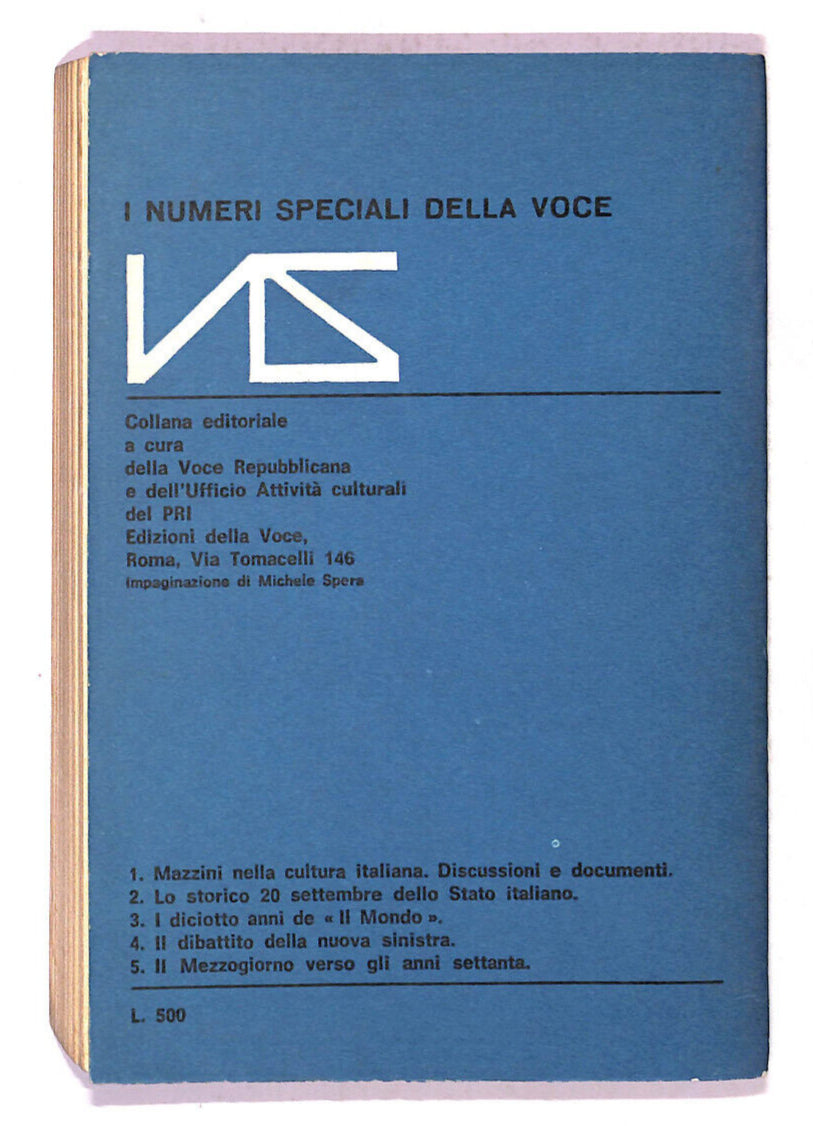 I NUMERI SPECIALI DELLA VOCE
Collana editoriale
a cura
della Voce Repubblicana
e dell'Ufficio Attività culturali
del PRI
Edizioni della Voce,
Roma, Via Tomacelli 146
Impaginazione di Michele Spera
1. Mazzini nella cultura italiana. Discussioni e documenti.
2. Lo storico 20 settembre dello Stato italiano.
3. I diciotto anni de « Il Mondo ».
4. Il dibattito della nuova sinistra.
5. Il Mezzogiorno verso gli anni settanta.
L. 500